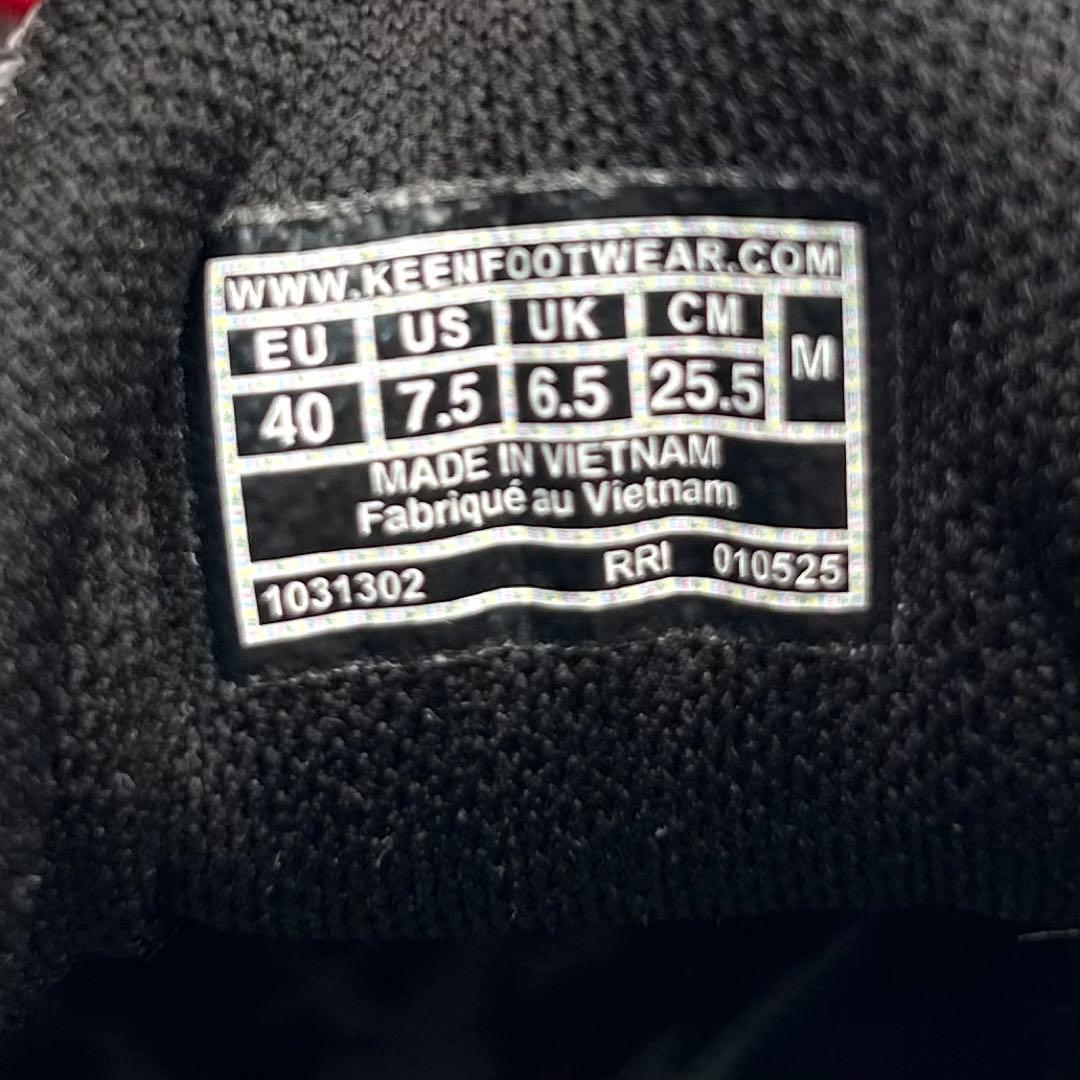 WWW.KEENFOOTWEAR.COM
EU US UK CM M
40 7.5 6.5 25.5
MADE IN VIETNAM
Fabriqué au Vietnam
1031302 RRI 010525